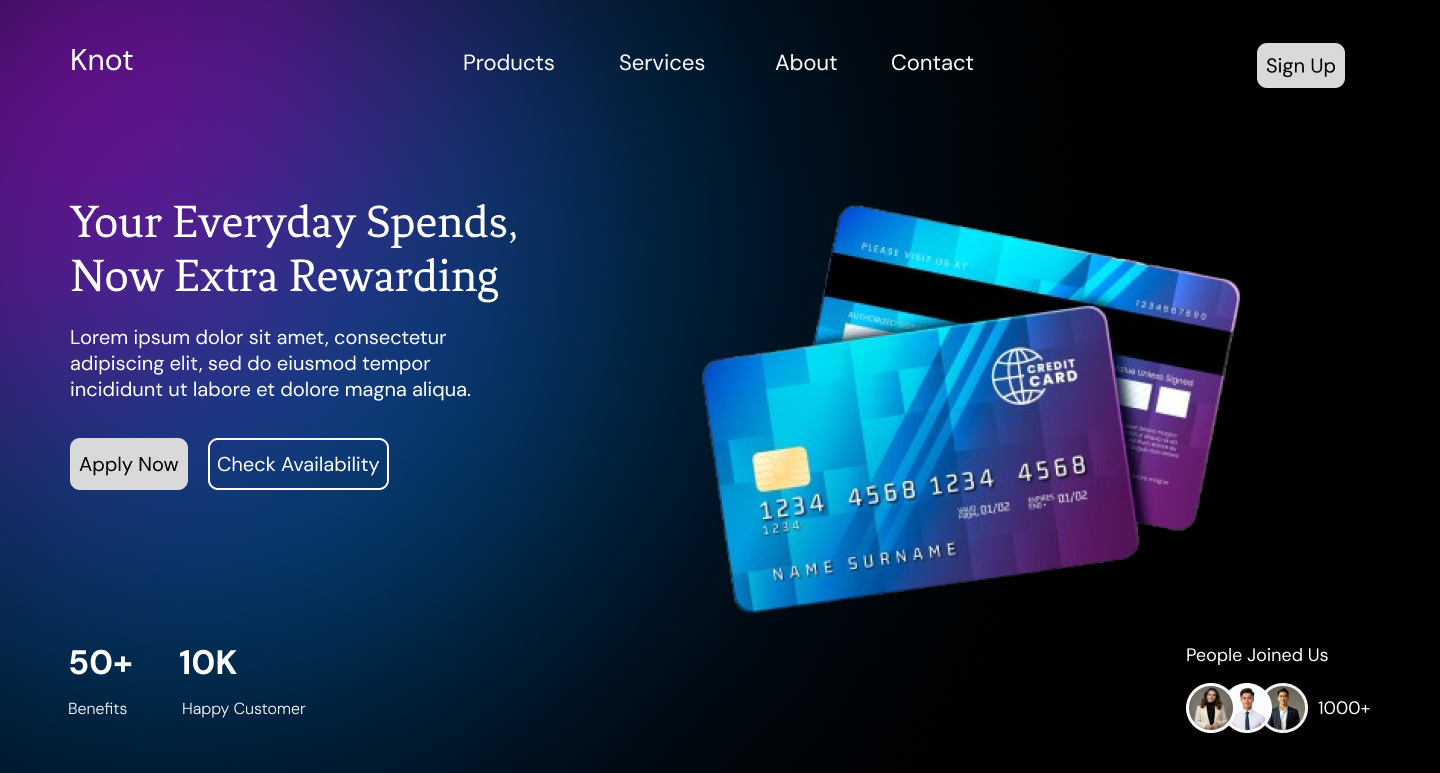 Knot
Products
Services
About
Contact
Sign Up
Your Everyday Spends,
Now Extra Rewarding
Lorem ipsum dolor sit amet, consectetur
adipiscing elit, sed do eiusmod tempor
incididunt ut labore et dolore magna aliqua.
Apply Now
Check Availability
PLEASE VISIT US AT
1234567890
AUTHORIZED
Unless Signed
CREDIT
CARD
1234 4568 1234 4568
1234
01/02
01/02
NAME SURNAME
50+
10K
Benefits
Happy Customer
People Joined Us
1000+